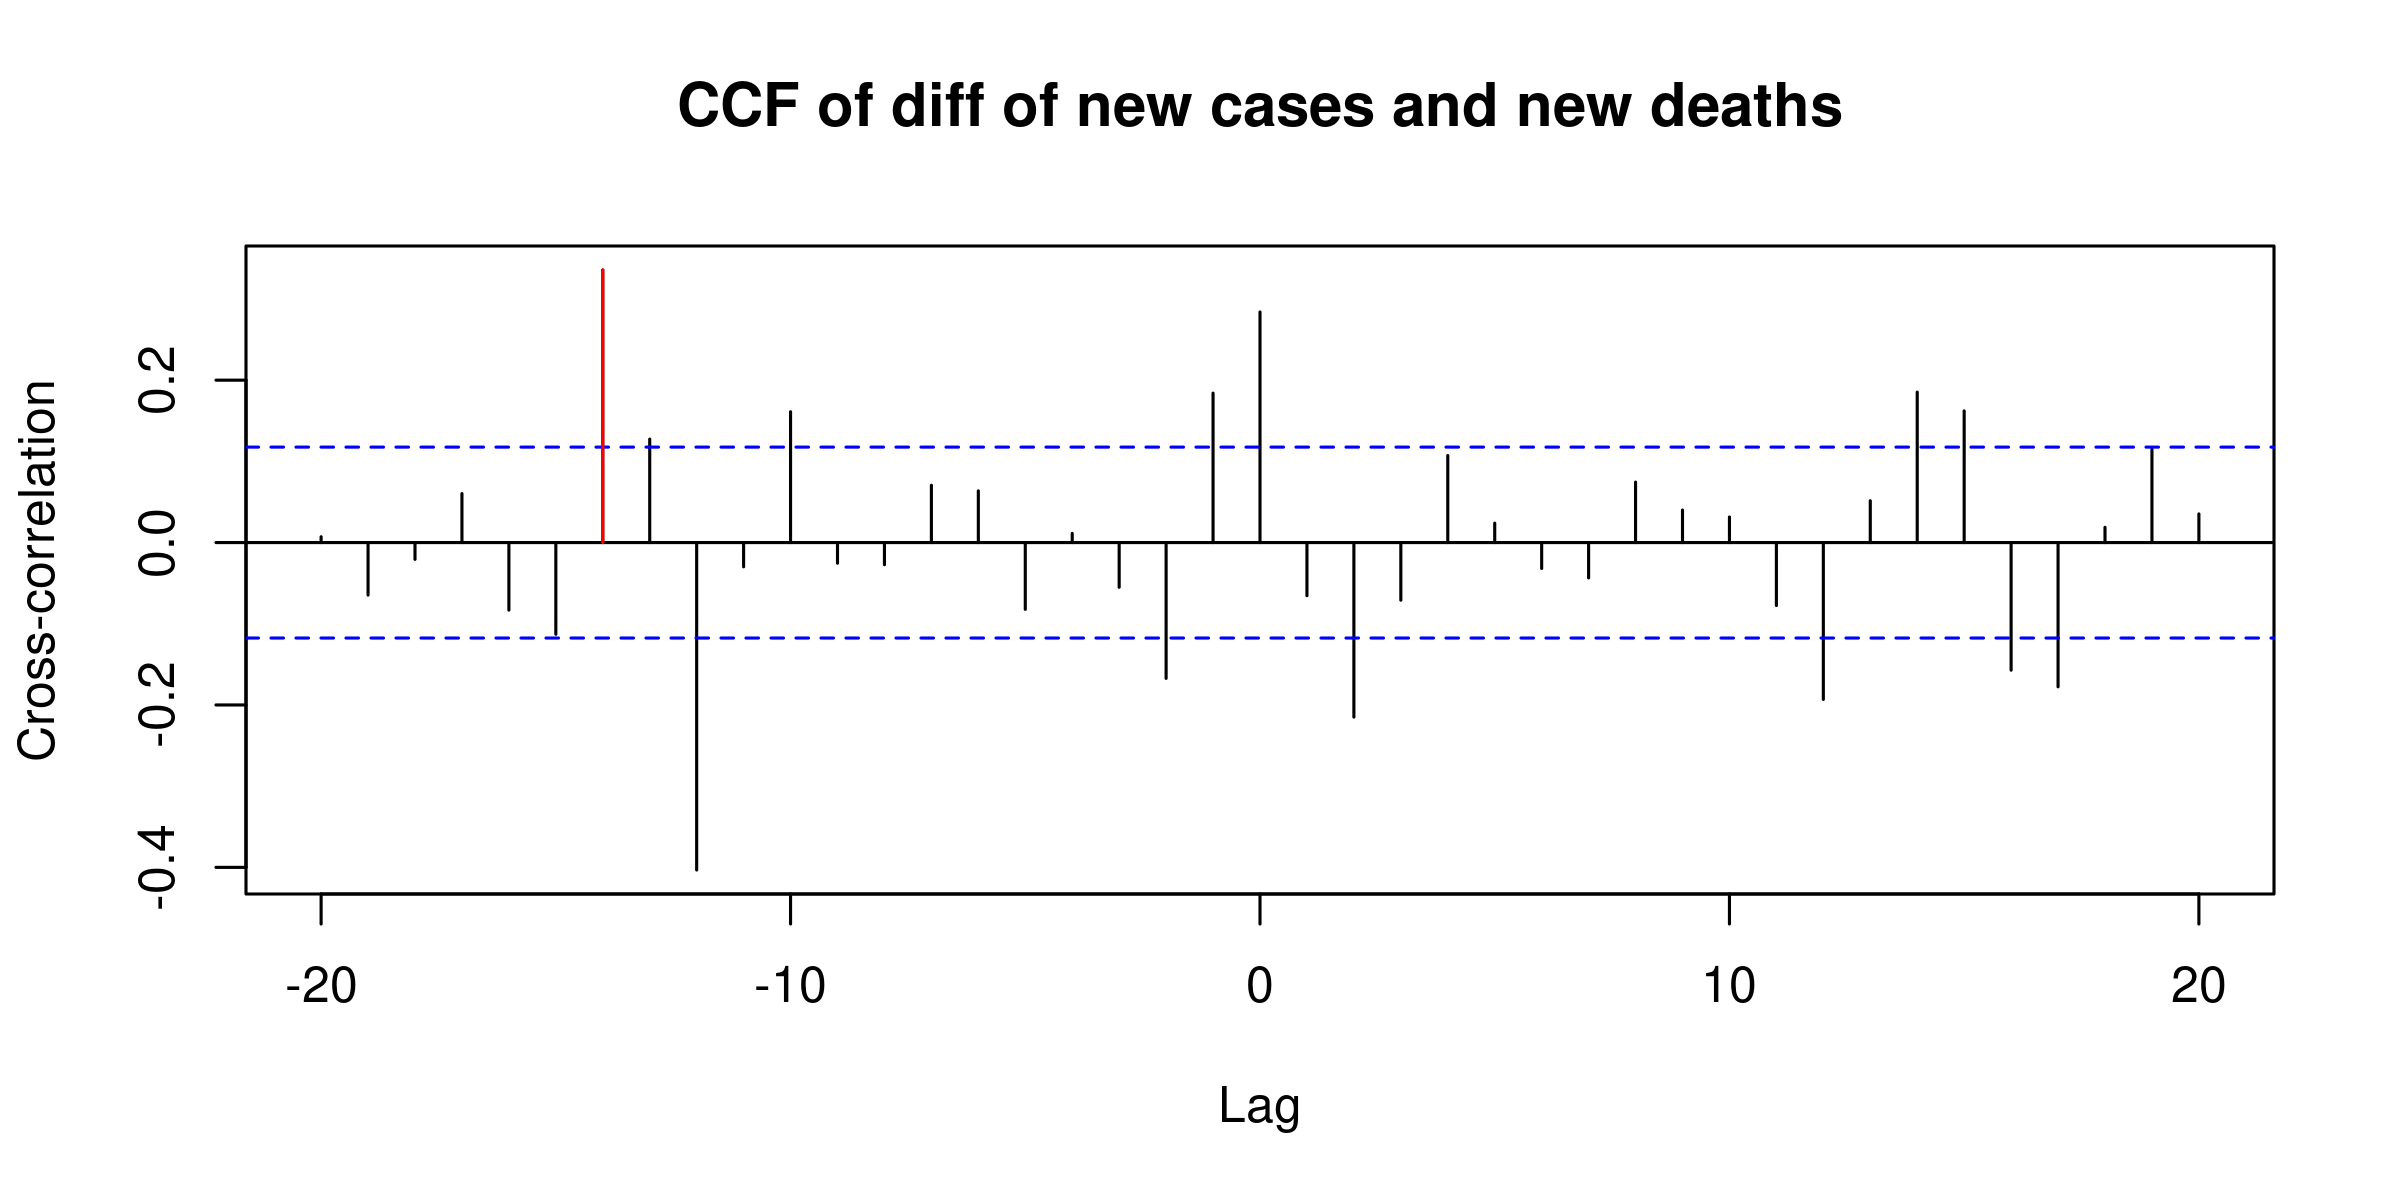 CCF of diff of new cases and new deaths
Cross-correlation
0.2
0.0
-0.2
-0.4
-20 -10 0 10 20
Lag